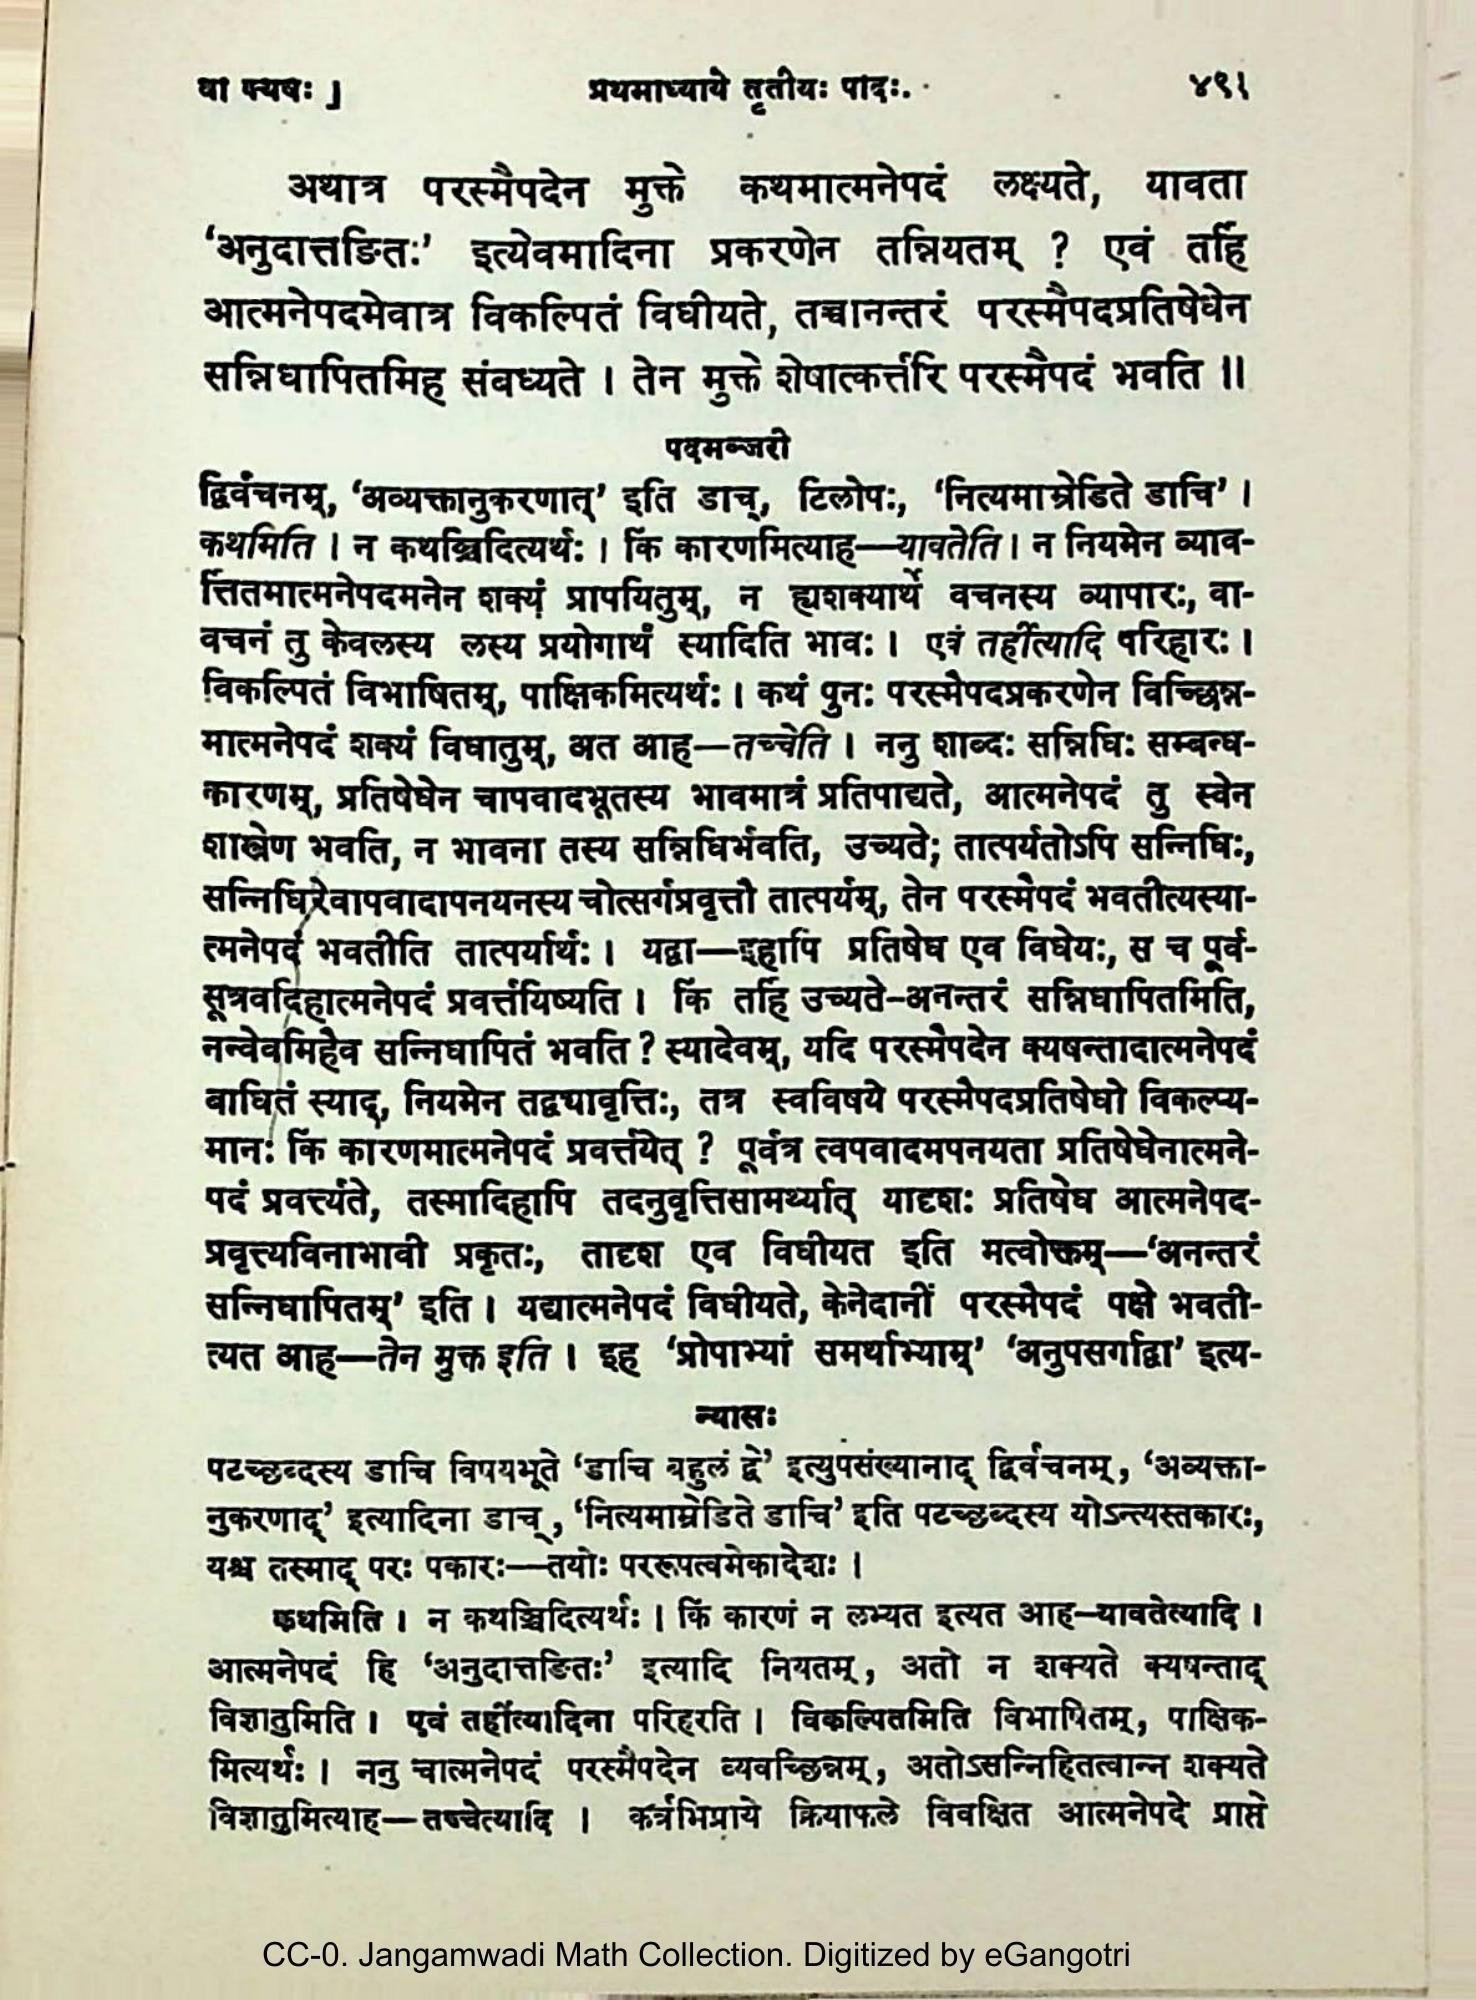 वा क्यषः ]
प्रथमाध्याये तृतीयः पादः.
४९१
अथात्र परस्मैपदेन मुक्ते कथमात्मनेपदं लक्ष्यते, यावता
‘अनुदात्तङितः’ इत्येवमादिना प्रकरणेन तन्नियतम् ? एवं तर्हि
आत्मनेपदमेवात्र विकल्पितं विधीयते, तच्चानन्तरं परस्मैपदप्रतिषेधेन
सन्निधापितमिह संबध्यते । तेन मुक्ते शेषात्कर्त्तरि परस्मैपदं भवति ॥
पदमञ्जरी
द्विर्वचनम्, ‘अव्यक्तानुकरणात्’ इति डाच्, टिलोपः, ‘नित्यमाम्रेडिते डाचि’ ।
कथमिति । न कथञ्चिदित्यर्थः । किं कारणमित्याह—यावतेति । न नियमेन व्याव-
र्त्तितमात्मनेपदमनेन शक्यं प्रापयितुम्, न ह्यशक्यार्थे वचनस्य व्यापारः, वा-
वचनं तु केवलस्य लस्य प्रयोगार्थं स्यादिति भावः । एवं तर्हीत्यादि परिहारः ।
विकल्पितं विभाषितम्, पाक्षिकमित्यर्थः । कथं पुनः परस्मैपदप्रकरणेन विच्छिन्न-
मात्मनेपदं शक्यं विधातुम्, अत आह—तच्चेति । ननु शाब्दः सन्निधिः सम्बन्ध-
कारणम्, प्रतिषेधेन चापवादभूतस्य भावमात्रं प्रतिपाद्यते, आत्मनेपदं तु स्वेन
शास्त्रेण भवति, न भावना तस्य सन्निधिर्भवति, उच्यते; तात्पर्यतोऽपि सन्निधिः,
सन्निधिरेवापवादापनयनस्य चोत्सर्गप्रवृत्तौ तात्पर्यम्, तेन परस्मैपदं भवतीत्यस्या-
त्मनेपदं भवतीति तात्पर्यार्थः । यद्वा—इहापि प्रतिषेध एव विधेयः, स च पूर्व-
सूत्रवदिहात्मनेपदं प्रवर्त्तयिष्यति । किं तर्हि उच्यते–अनन्तरं सन्निधापितमिति,
नन्वेवमिहैव सन्निधापितं भवति ? स्यादेवम्, यदि परस्मैपदेन क्यषन्तादात्मनेपदं
बाधितं स्याद्, नियमेन तद्व्यावृत्तिः, तत्र स्वविषये परस्मैपदप्रतिषेधो विकल्प्य-
मानः किं कारणमात्मनेपदं प्रवर्त्तयेत् ? पूर्वत्र त्वपवादमपनयता प्रतिषेधेनात्मने-
पदं प्रवर्त्त्यते, तस्मादिहापि तदनुवृत्तिसामर्थ्यात् यादृशः प्रतिषेध आत्मनेपद-
प्रवृत्त्यविनाभावी प्रकृतः, तादृश एव विधीयत इति मत्वोक्तम्—‘अनन्तरं
सन्निधापितम्’ इति । यद्यात्मनेपदं विधीयते, केनेदानीं परस्मैपदं पक्षे भवती-
त्यत आह—तेन मुक्त इति । इह ‘प्रोपाभ्यां समर्थाभ्याम्’ ‘अनुपसर्गाद्वा’ इत्य-
न्यासः
पटच्छब्दस्य डाचि विषयभूते ‘डाचि बहुलं द्वे’ इत्युपसंख्यानाद् द्विर्वचनम्, ‘अव्यक्ता-
नुकरणाद्’ इत्यादिना डाच्, ‘नित्यमाम्रेडिते डाचि’ इति पटच्छब्दस्य योऽन्त्यस्तकारः,
यश्च तस्माद् परः पकारः—तयोः पररूपत्वमेकादेशः ।
कथमिति । न कथञ्चिदित्यर्थः । किं कारणं न लभ्यत इत्यत आह–यावतेत्यादि ।
आत्मनेपदं हि ‘अनुदात्तङितः’ इत्यादि नियतम्, अतो न शक्यते क्यषन्ताद्
विज्ञातुमिति । एवं तर्हीत्यादिना परिहरति । विकल्पितमिति विभाषितम्, पाक्षिक-
मित्यर्थः । ननु चात्मनेपदं परस्मैपदेन व्यवच्छिन्नम्, अतोऽसन्निहितत्वान्न शक्यते
विज्ञातुमित्याह—तच्चेत्यादि । कर्त्रभिप्राये क्रियाफले विवक्षित आत्मनेपदे प्राप्ते
CC-0. Jangamwadi Math Collection. Digitized by eGangotri